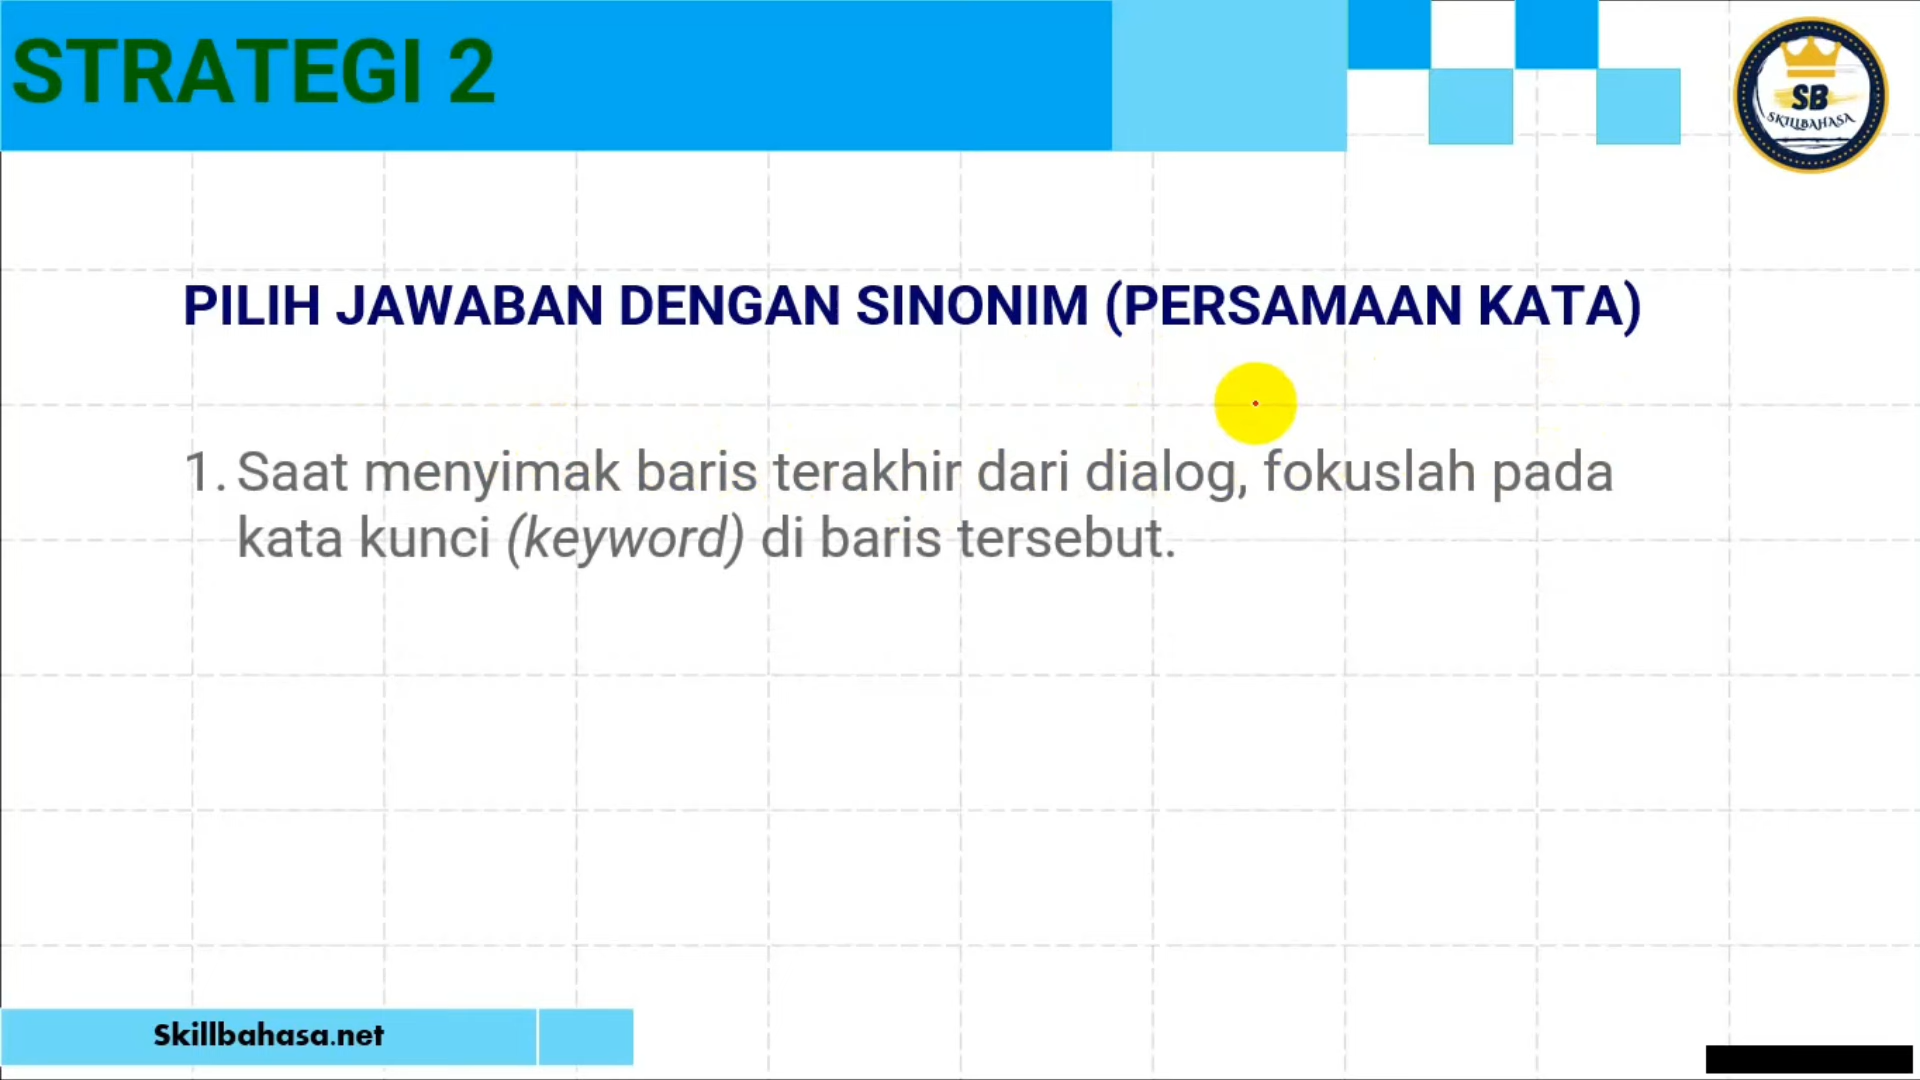 STRATEGI 2
SB
SKILLBAHASA
PILIH JAWABAN DENGAN SINONIM (PERSAMAAN KATA)
1. Saat menyimak baris terakhir dari dialog, fokuslah pada
kata kunci (keyword) di baris tersebut.
Skillbahasa.net